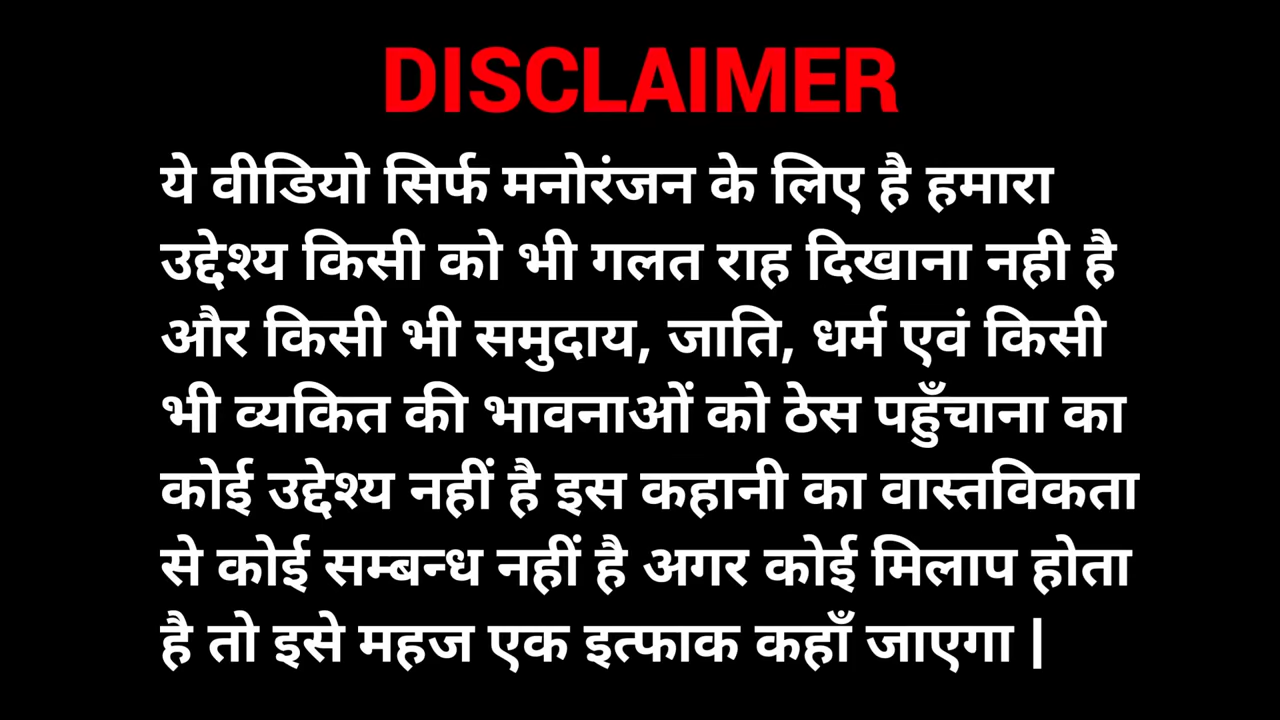 DISCLAIMER
ये वीडियो सिर्फ मनोरंजन के लिए है हमारा
उद्देश्य किसी को भी गलत राह दिखाना नही है
और किसी भी समुदाय, जाति, धर्म एवं किसी
भी व्यकित की भावनाओं को ठेस पहुँचाना का
कोई उद्देश्य नहीं है इस कहानी का वास्तविकता
से कोई सम्बन्ध नहीं है अगर कोई मिलाप होता
है तो इसे महज एक इत्फाक कहाँ जाएगा |